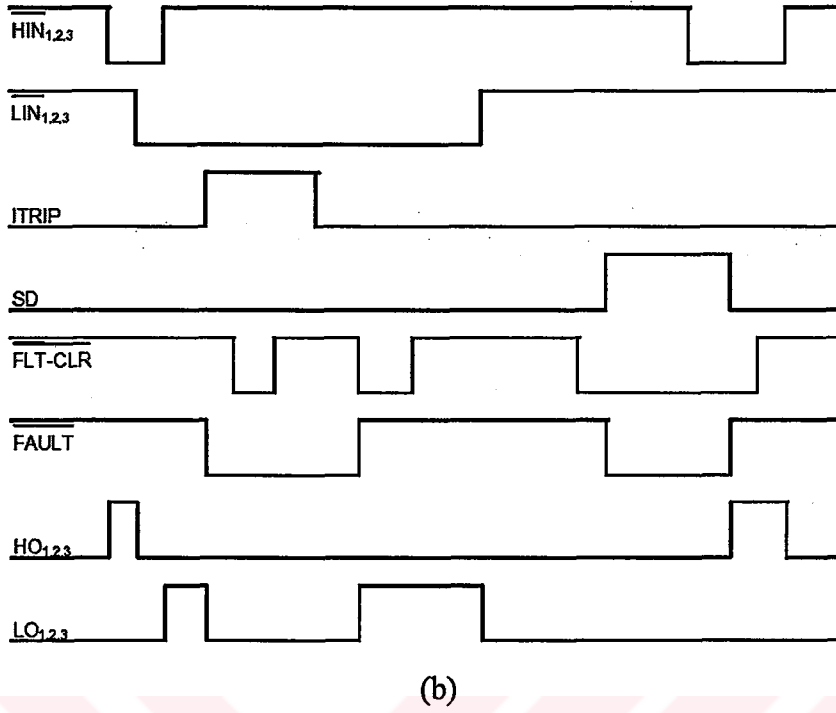 HIN1,2,3
LIN1,2,3
ITRIP
SD
FLT-CLR
FAULT
HO1,2,3
LO1,2,3
(b)